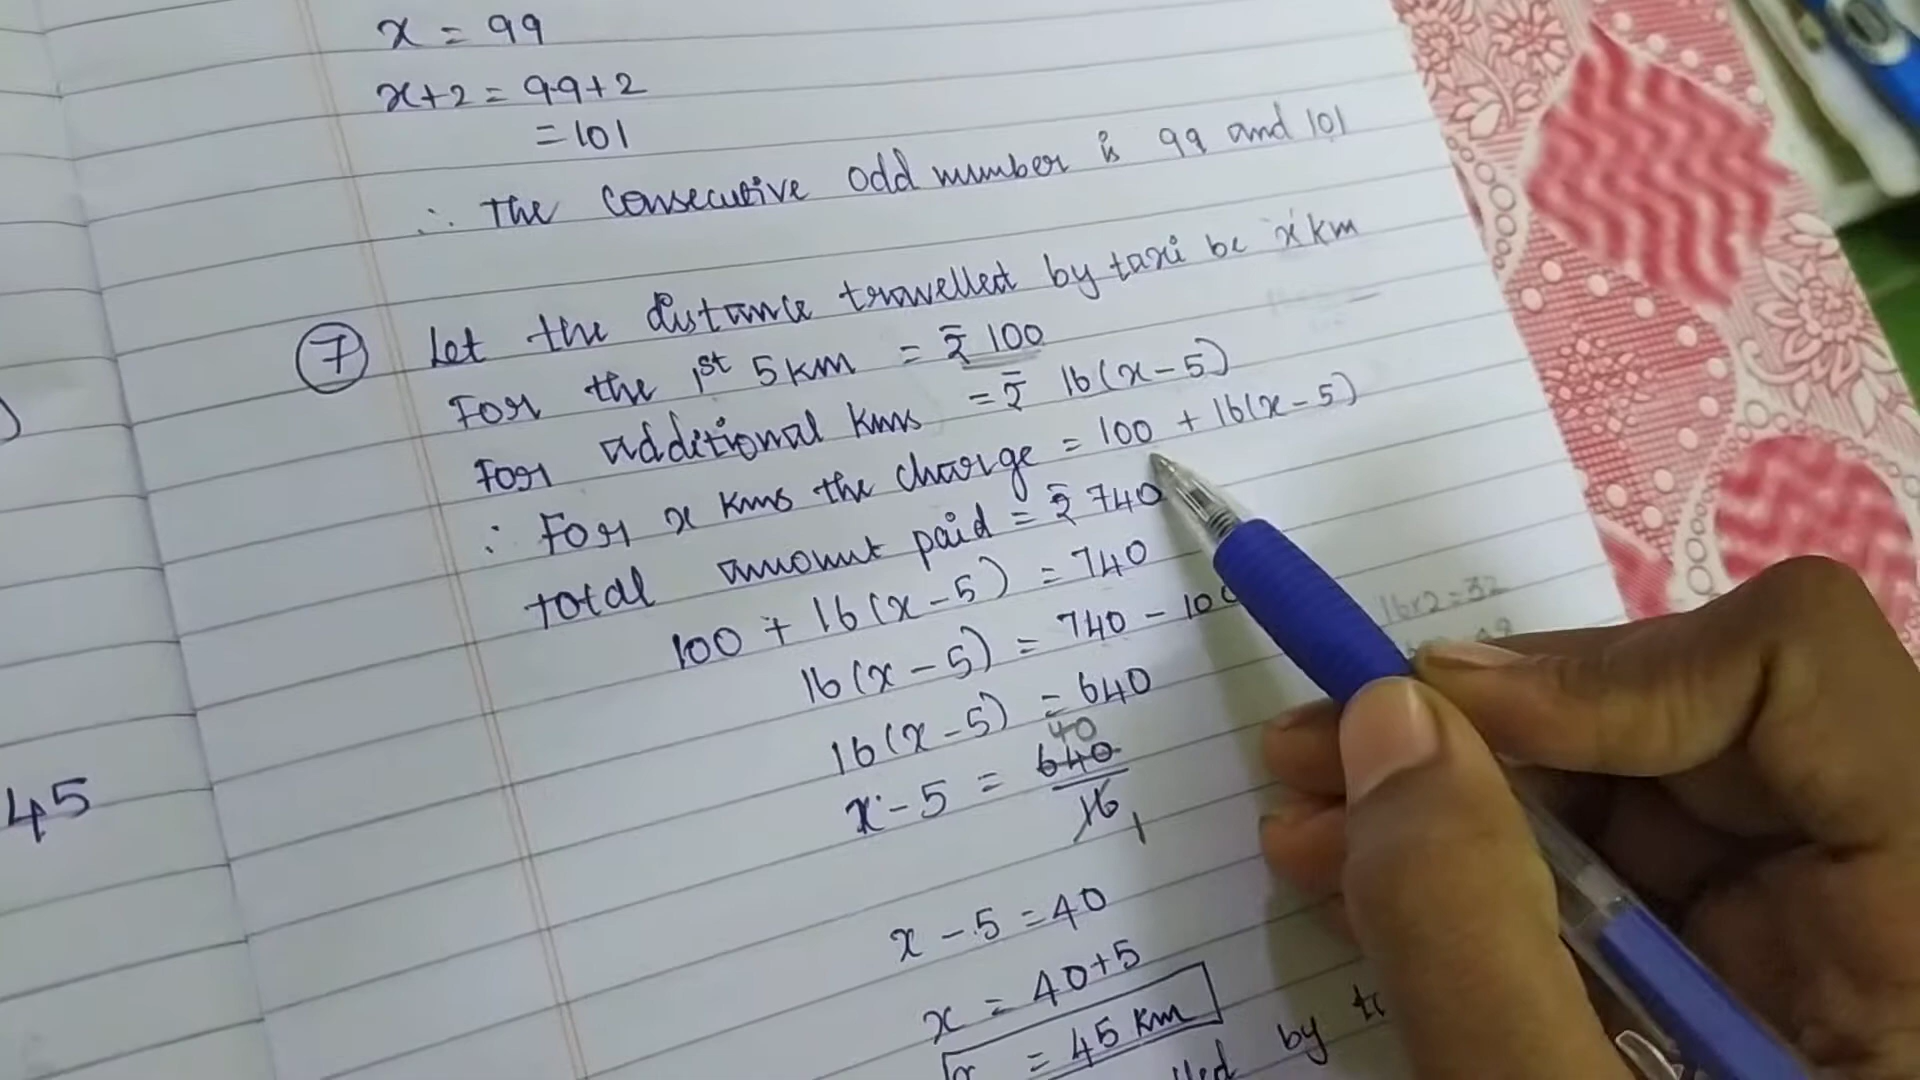 x = 99
x+2 = 99+2
= 101
∴ The consecutive odd number is 99 and 101
7 Let the distance travelled by taxi be 'x' km
For the 1st 5 km = ₹ 100
For additional kms = ₹ 16(x - 5)
∴ For x kms the charge = 100 + 16(x - 5)
total amount paid = ₹ 740
100 + 16(x - 5) = 740
16(x - 5) = 740 - 100
16(x - 5) = 640
40
x - 5 = 640/16 1
x - 5 = 40
x = 40+5
x = 45 km
by
45
16x2=32